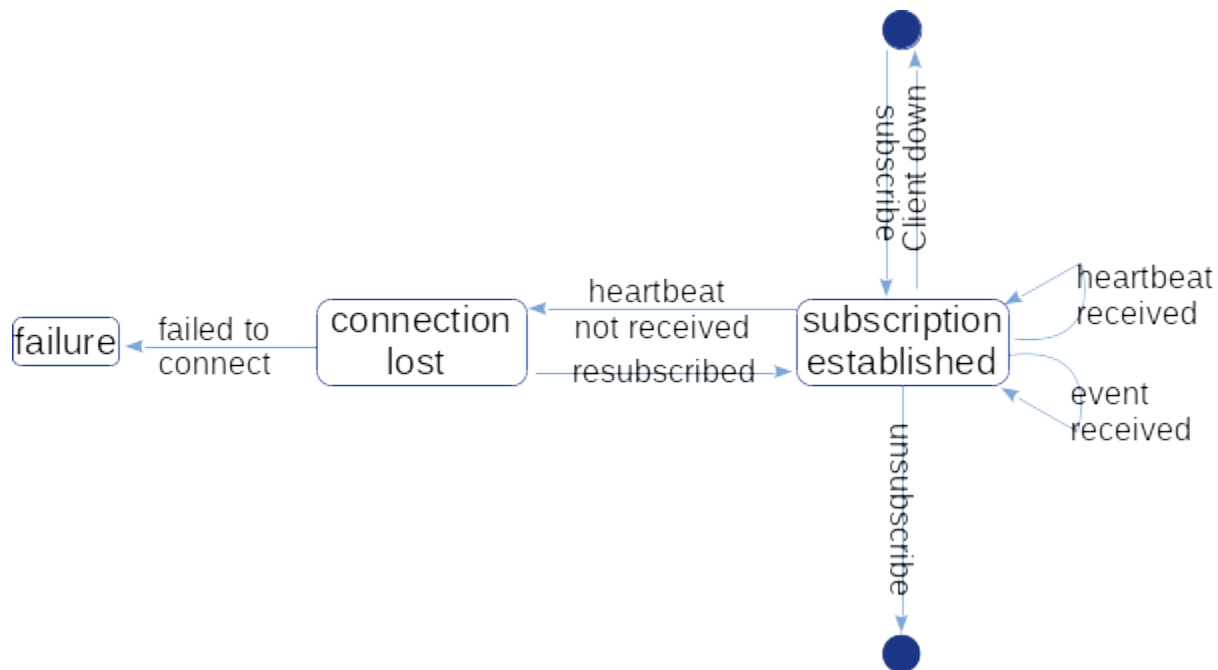 subscribe
Client doown
heartbeat
not received
resubscribed
failed to
connect
failure
connection
lost
subscription
established
heartbeat
received
event
received
unsubscribe